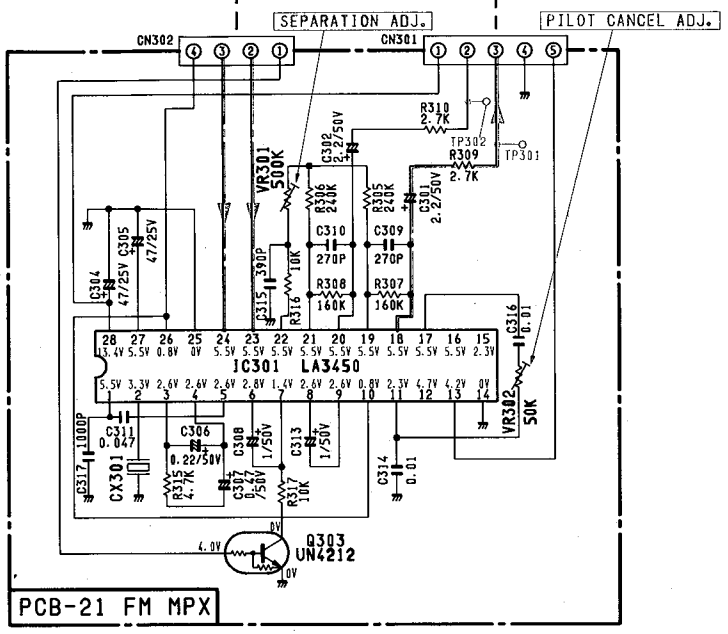 SEPARATION ADJ.
PILOT CANCEL ADJ.
CN302
CN301
4 3 2 1
1 2 3 4 5
R310
2.7K
TP302
TP301
R309
2.7K
C302
2.2/50V
VR301
500K
R306
240K
R305
240K
C301
2.2/50V
C310
270P
C309
270P
C305
47/25V
C304
47/25V
390P
C315
10K
R316
R308
160K
R307
160K
C316
0.01
28 27 26 25 24 23 22 21 20 19 18 17 16 15
13.4V 5.5V 0.8V 0V 5.5V 5.5V 5.5V 5.5V 5.5V 5.5V 5.5V 5.5V 5.5V 2.3V
IC301 LA3450
5.5V 3.3V 2.6V 2.6V 2.6V 2.8V 1.4V 2.6V 2.6V 0.8V 2.3V 4.7V 4.2V 0V
1 2 3 4 5 6 7 8 9 10 11 12 13 14
VR302
50K
1000P
C317
C311
0.047
C306
0.22/50V
C308
1/50V
C313
1/50V
CX301
R315
4.7K
C307
0.47
/50V
R317
10K
C314
0.01
0V
4.0V
Q303
UN4212
0V
PCB-21 FM MPX